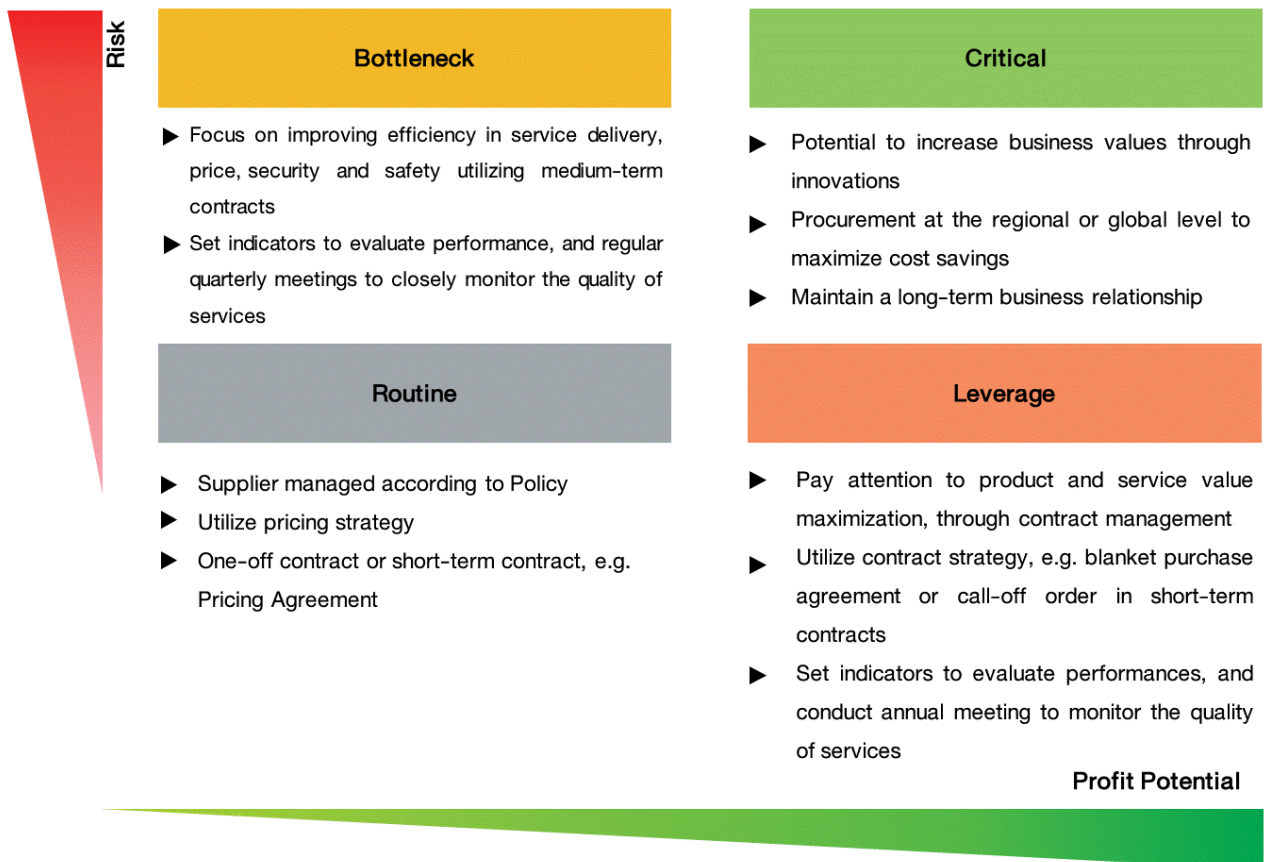 Risk
Bottleneck
▶ Focus on improving efficiency in service delivery,
price, security and safety utilizing medium-term
contracts
▶ Set indicators to evaluate performance, and regular
quarterly meetings to closely monitor the quality of
services
Critical
▶ Potential to increase business values through
innovations
▶ Procurement at the regional or global level to
maximize cost savings
▶ Maintain a long-term business relationship
Routine
▶ Supplier managed according to Policy
▶ Utilize pricing strategy
▶ One-off contract or short-term contract, e.g.
Pricing Agreement
Leverage
▶ Pay attention to product and service value
maximization, through contract management
▶ Utilize contract strategy, e.g. blanket purchase
agreement or call-off order in short-term
contracts
▶ Set indicators to evaluate performances, and
conduct annual meeting to monitor the quality
of services
Profit Potential